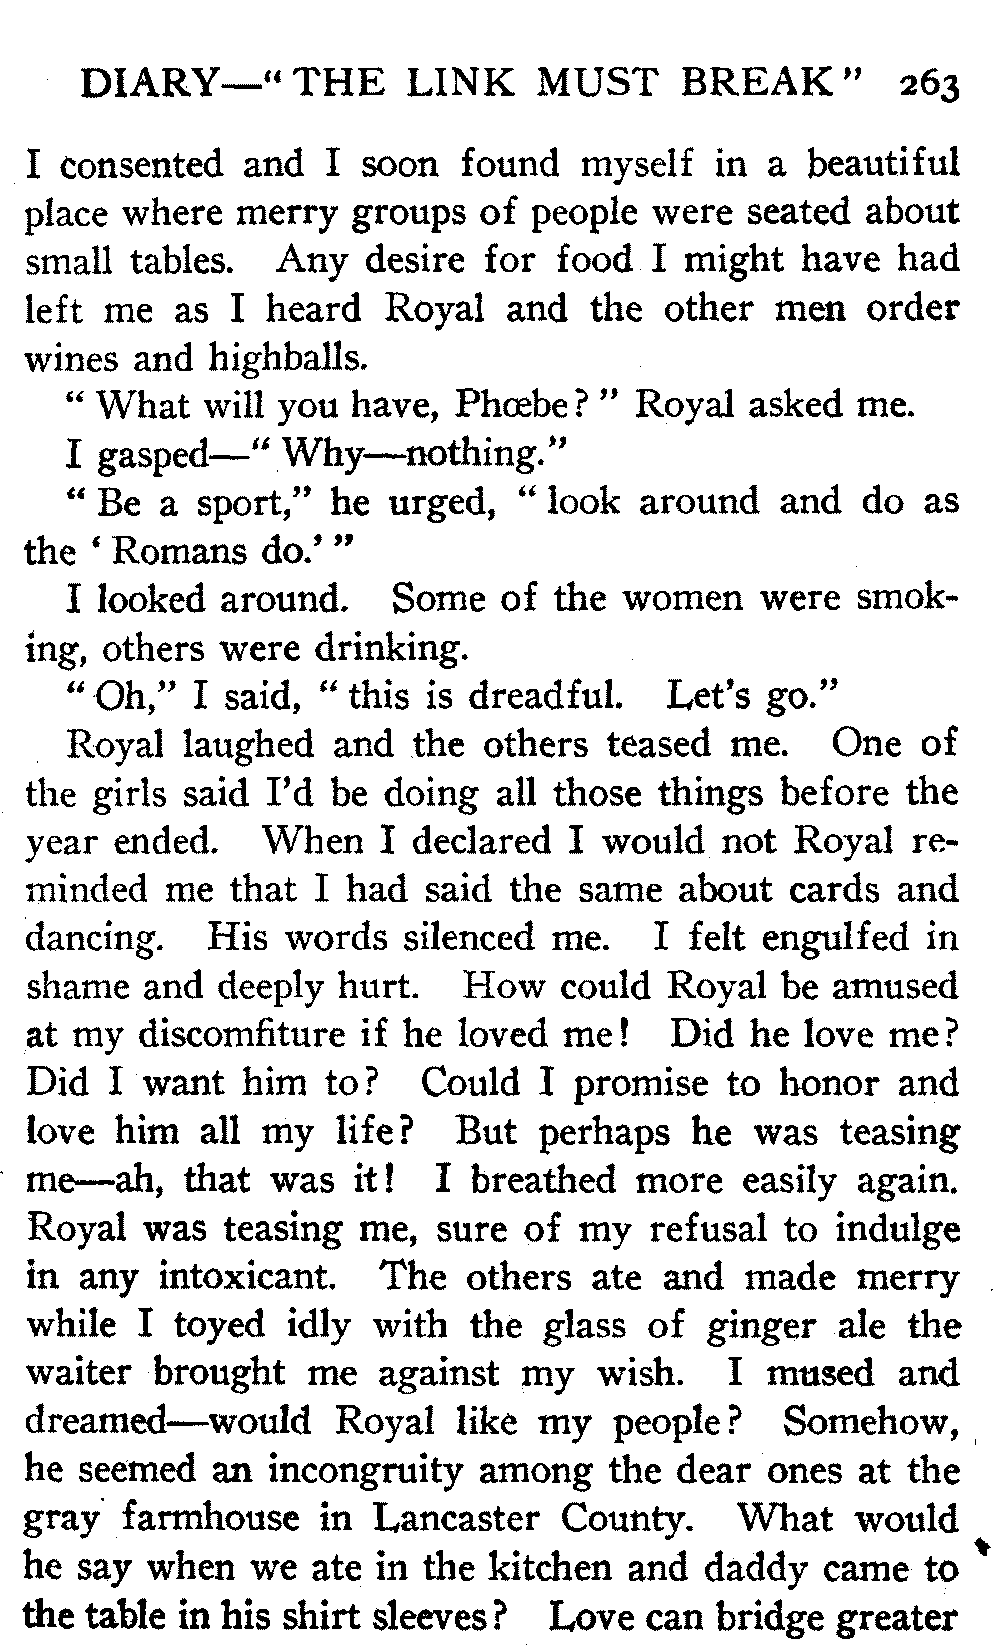 DIARY—“THE LINK MUST BREAK” 263
I consented and I soon found myself in a beautiful
place where merry groups of people were seated about
small tables. Any desire for food I might have had
left me as I heard Royal and the other men order
wines and highballs.
“What will you have, Phœbe?” Royal asked me.
I gasped—“Why—nothing.”
“Be a sport,” he urged, “look around and do as
the ‘Romans do.’”
I looked around. Some of the women were smok-
ing, others were drinking.
“Oh,” I said, “this is dreadful. Let’s go.”
Royal laughed and the others teased me. One of
the girls said I’d be doing all those things before the
year ended. When I declared I would not Royal re-
minded me that I had said the same about cards and
dancing. His words silenced me. I felt engulfed in
shame and deeply hurt. How could Royal be amused
at my discomfiture if he loved me! Did he love me?
Did I want him to? Could I promise to honor and
love him all my life? But perhaps he was teasing
me—ah, that was it! I breathed more easily again.
Royal was teasing me, sure of my refusal to indulge
in any intoxicant. The others ate and made merry
while I toyed idly with the glass of ginger ale the
waiter brought me against my wish. I mused and
dreamed—would Royal like my people? Somehow,
he seemed an incongruity among the dear ones at the
gray farmhouse in Lancaster County. What would
he say when we ate in the kitchen and daddy came to
the table in his shirt sleeves? Love can bridge greater